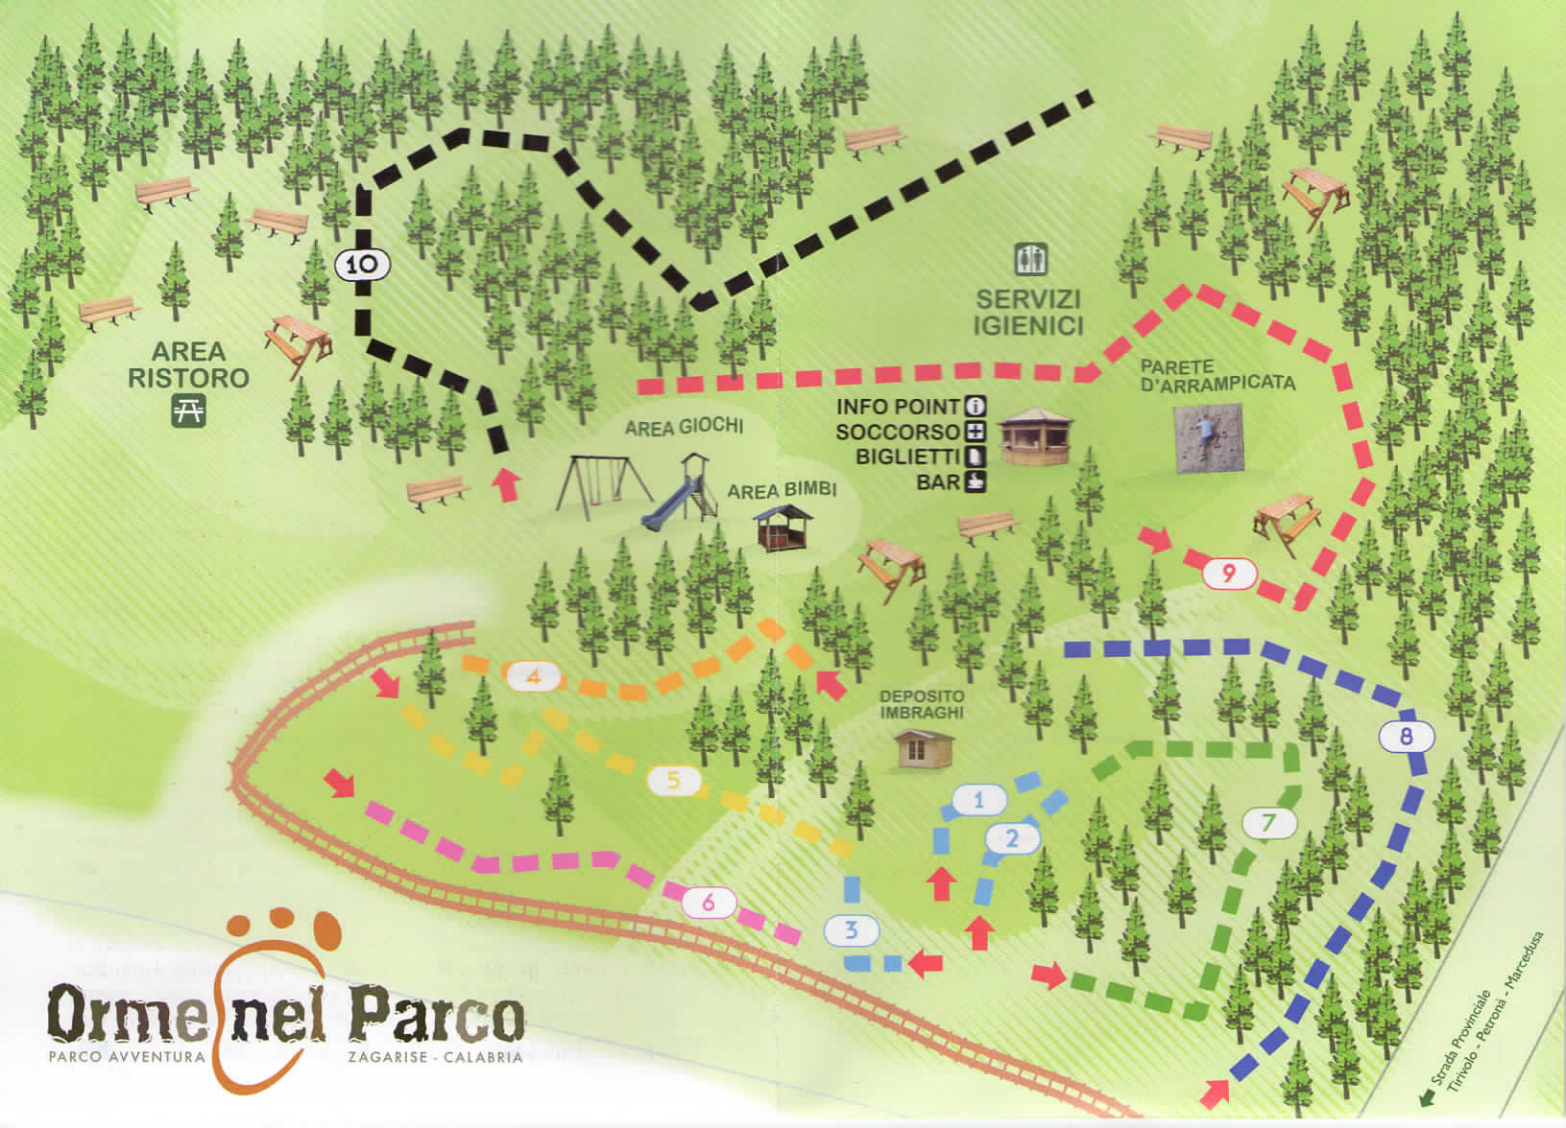 10
SERVIZI
IGIENICI
AREA
RISTORO
PARETE
D'ARRAMPICATA
INFO POINT
SOCCORSO
BIGLIETTI
BAR
AREA GIOCHI
AREA BIMBI
9
4
DEPOSITO
IMBRAGHI
8
5
1
2
7
6
3
Orme nel Parco
PARCO AVVENTURA
ZAGARISE - CALABRIA
Strada Provinciale
Tirivolo - Petronà - Marcedusa